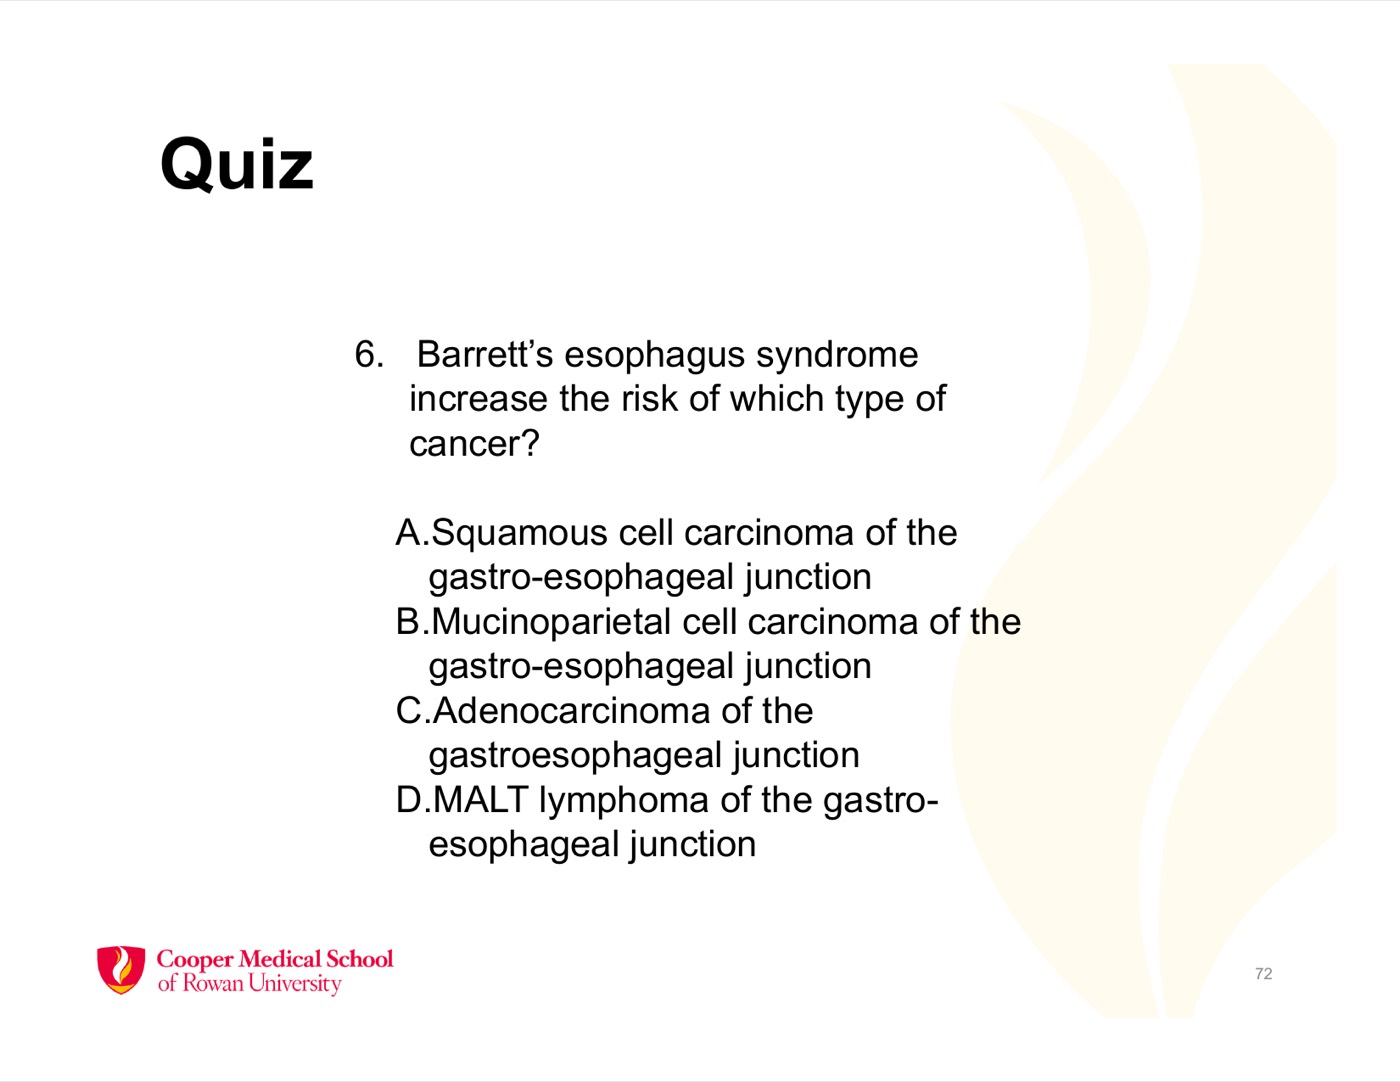 Quiz
6. Barrett’s esophagus syndrome
increase the risk of which type of
cancer?
A.Squamous cell carcinoma of the
gastro-esophageal junction
B.Mucinoparietal cell carcinoma of the
gastro-esophageal junction
C.Adenocarcinoma of the
gastroesophageal junction
D.MALT lymphoma of the gastro-
esophageal junction
Cooper Medical School
of Rowan University
72